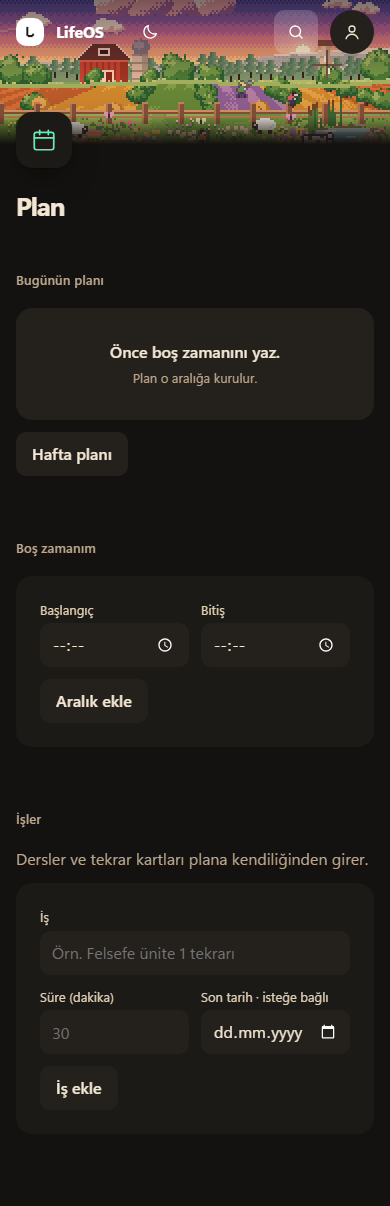 LifeOS
Plan
Bugünün planı
Önce boş zamanını yaz.
Plan o aralığa kurulur.
Hafta planı
Boş zamanım
Başlangıç
Bitiş
--:--
--:--
Aralık ekle
İşler
Dersler ve tekrar kartları plana kendiliğinden girer.
İş
Örn. Felsefe ünite 1 tekrarı
Süre (dakika)
Son tarih · isteğe bağlı
30
dd.mm.yyyy
İş ekle